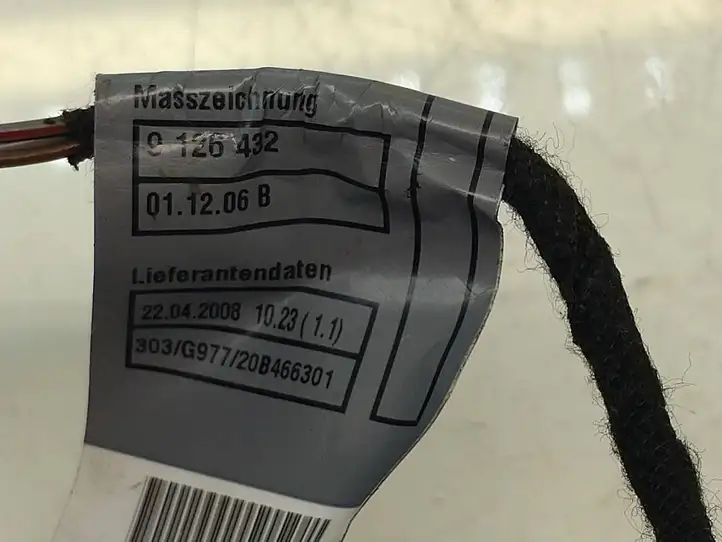 Masszeichnung
9 126 432
01.12.06 B
Lieferantendaten
22.04.2008 10.23 (1.1)
303/G977/20B466301